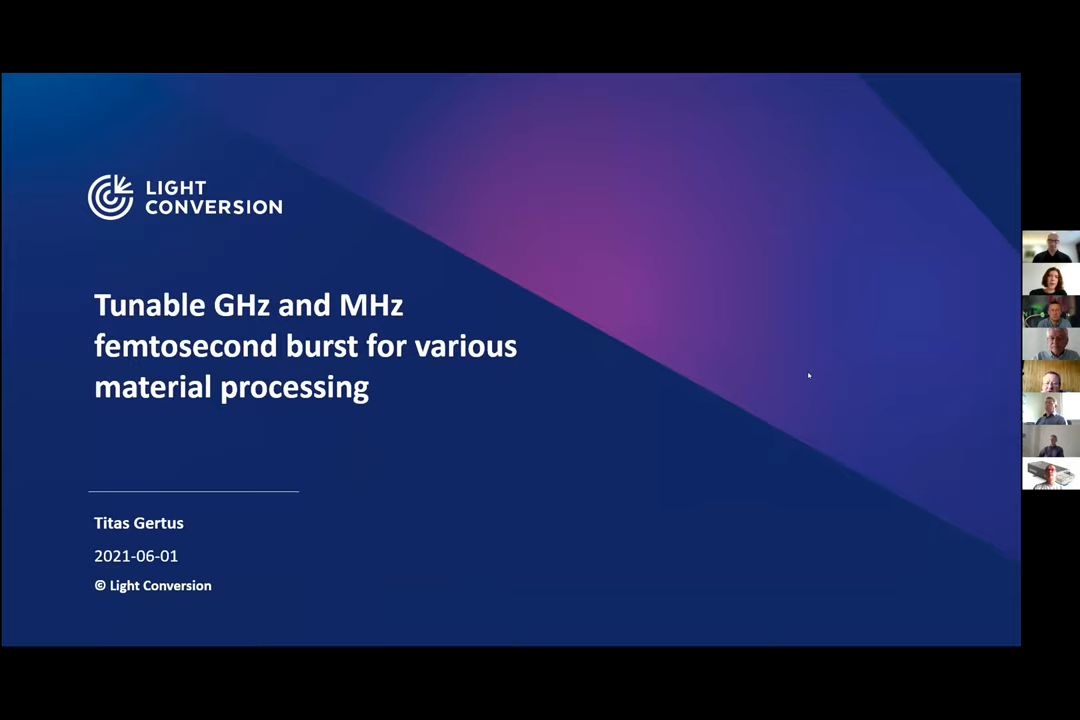 LIGHT
CONVERSION
Tunable GHz and MHz
femtosecond burst for various
material processing
Titas Gertus
2021-06-01
© Light Conversion